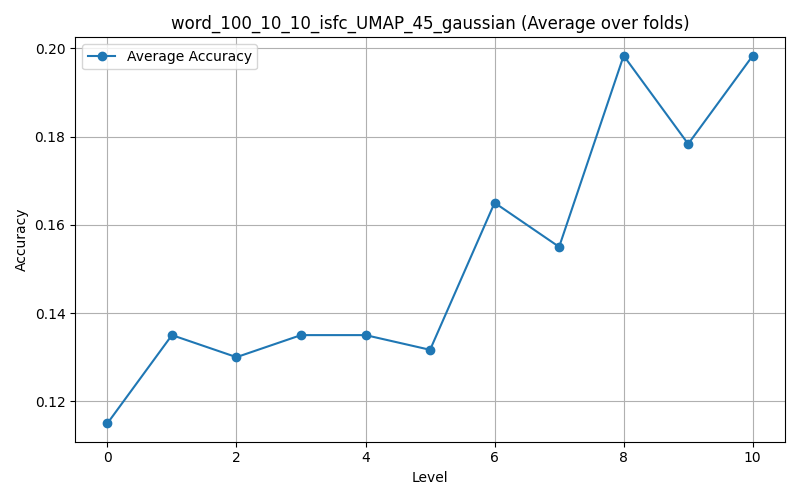 word_100_10_10_isfc_UMAP_45_gaussian (Average over folds)
Average Accuracy
0.20
0.18
0.16
0.14
0.12
Accuracy
0 2 4 6 8 10
Level